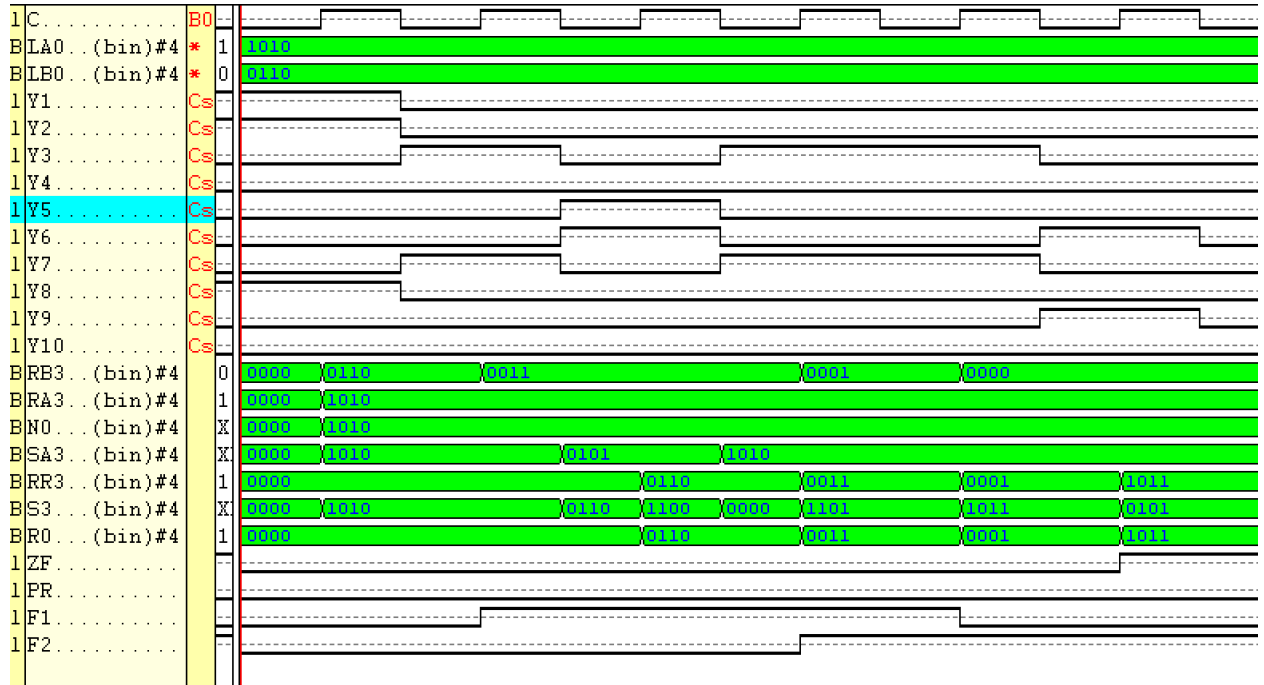 1 C. . . . . . . . . . . B0
B LA0. .(bin)#4 * 1 1010
B LB0. .(bin)#4 * 0 0110
1 Y1. . . . . . . . . . Cs
1 Y2. . . . . . . . . . Cs
1 Y3. . . . . . . . . . Cs
1 Y4. . . . . . . . . . Cs
1 Y5. . . . . . . . . . Cs
1 Y6. . . . . . . . . . Cs
1 Y7. . . . . . . . . . Cs
1 Y8. . . . . . . . . . Cs
1 Y9. . . . . . . . . . Cs
1 Y10. . . . . . . . . Cs
B RB3. .(bin)#4 0 0000 0110 0011 0001 0000
B RA3. .(bin)#4 1 0000 1010
B N0. . .(bin)#4 X 0000 1010
B SA3. .(bin)#4 X 0000 1010 0101 1010
B RR3. .(bin)#4 1 0000 0110 0011 0001 1011
B S3. . .(bin)#4 X 0000 1010 0110 1100 0000 1101 1011 0101
B R0. . .(bin)#4 1 0000 0110 0011 0001 1011
1 ZF. . . . . . . . . .
1 PR. . . . . . . . . .
1 F1. . . . . . . . . .
1 F2. . . . . . . . . .